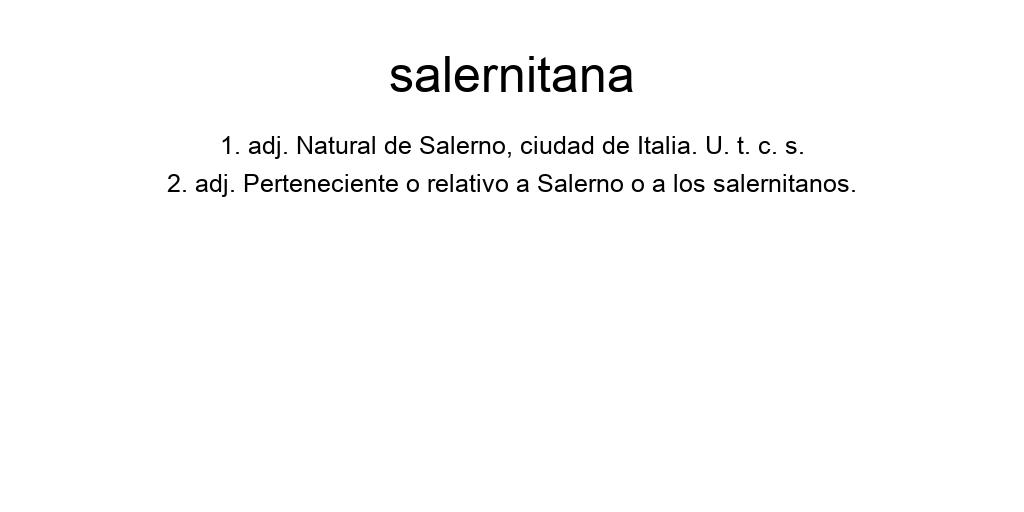 salernitana
1. adj. Natural de Salerno, ciudad de Italia. U. t. c. s.
2. adj. Perteneciente o relativo a Salerno o a los salernitanos.